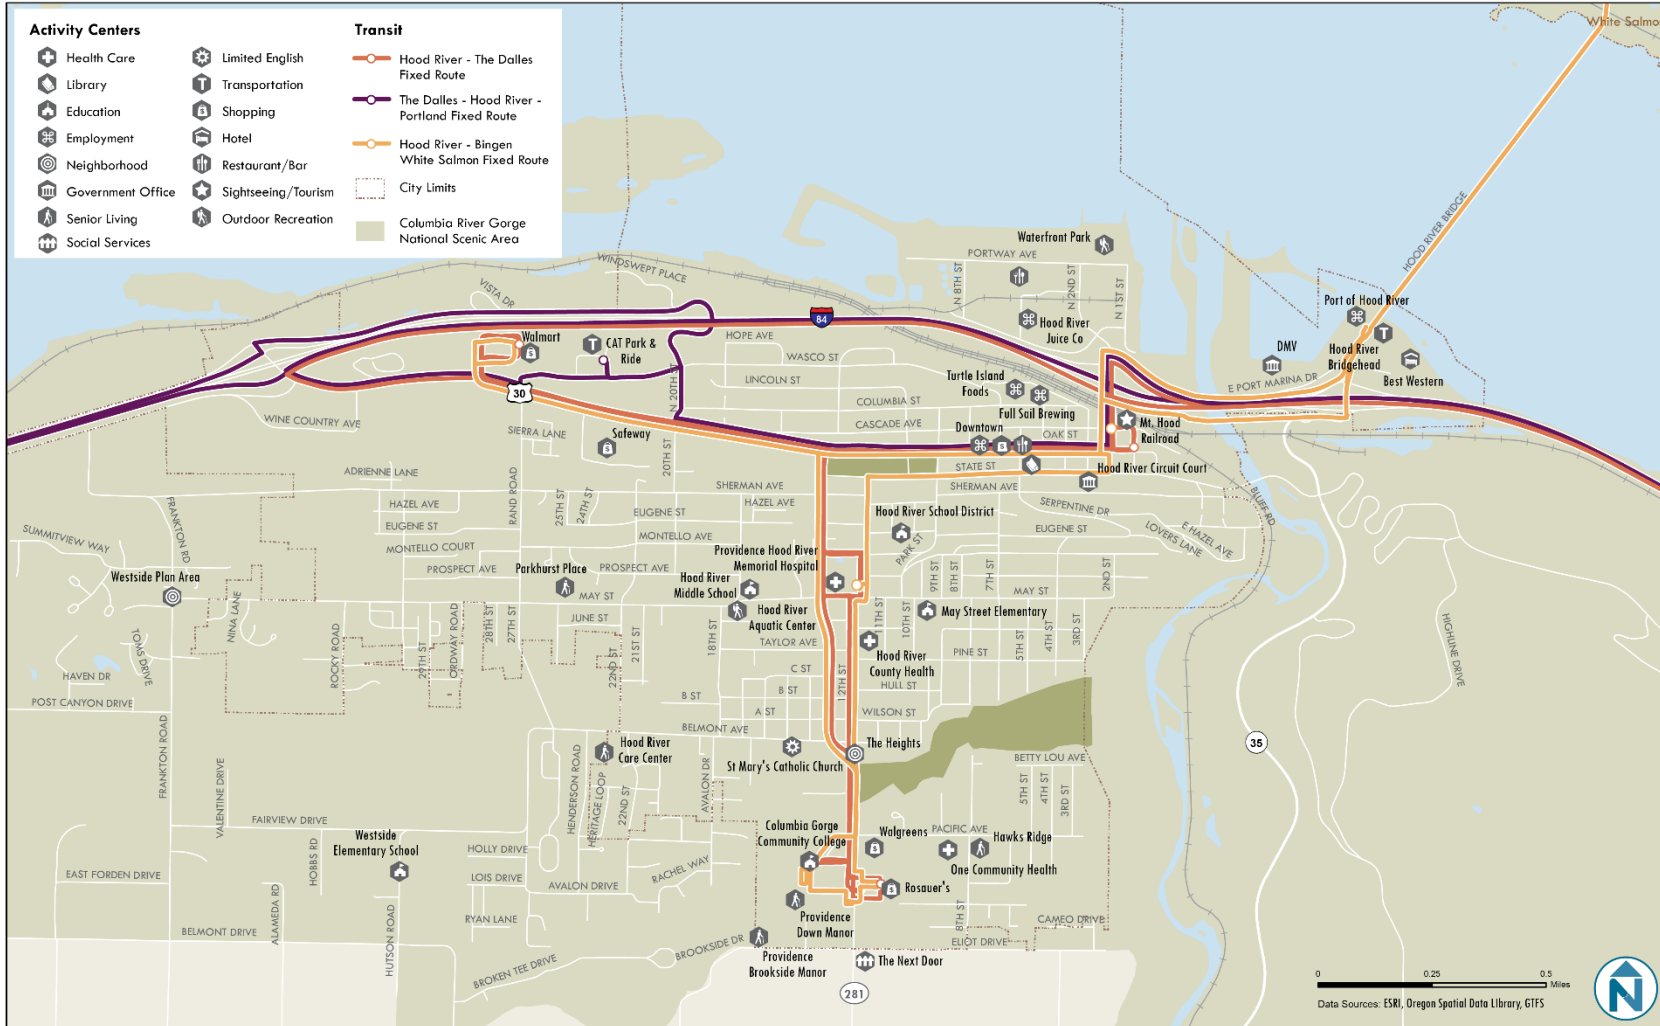 Activity Centers
Health Care
Library
Education
Employment
Neighborhood
Government Office
Senior Living
Social Services
Limited English
Transportation
Shopping
Hotel
Restaurant/Bar
Sightseeing/Tourism
Outdoor Recreation
Transit
Hood River - The Dalles
Fixed Route
The Dalles - Hood River -
Portland Fixed Route
Hood River - Bingen
White Salmon Fixed Route
City Limits
Columbia River Gorge
National Scenic Area
White Salmo
HOOD RIVER BRIDGE
WINDSWEPT PLACE
VISTA DR
Waterfront Park
PORTWAY AVE
N 8TH ST
N 2ND ST
N 1ST ST
Hood River
Juice Co
Port of Hood River
Hood River
Bridgehead
Best Western
DMV
E PORT MARINA DR
84
HOPE AVE
WASCO ST
LINCOLN ST
COLUMBIA ST
CASCADE AVE
Walmart
CAT Park &
Ride
30
N 20TH ST
Turtle Island
Foods
Full Sail Brewing
Downtown
OAK ST
Mt. Hood
Railroad
WINE COUNTRY AVE
SIERRA LANE
Safeway
20TH ST
STATE ST
Hood River Circuit Court
ADRIENNE LANE
SHERMAN AVE
SHERMAN AVE
FRANKTON RD
HAZEL AVE
RAND ROAD
25TH ST
24TH ST
HAZEL AVE
SERPENTINE DR
BLUFF RD
EUGENE ST
EUGENE ST
Hood River School District
EUGENE ST
E HAZEL AVE
LOVERS LANE
SUMMITVIEW WAY
MONTELLO COURT
MONTELLO AVE
PARK ST
Providence Hood River
Memorial Hospital
PROSPECT AVE
Parkhurst Place
PROSPECT AVE
Hood River
Middle School
9TH ST
8TH ST
7TH ST
2ND ST
Westside Plan Area
MAY ST
MAY ST
NINA LANE
ORDWAY ROAD
28TH ST
27TH ST
JUNE ST
Hood River
Aquatic Center
11TH ST
10TH ST
May Street Elementary
HIGHLINE DRIVE
TOMS DRIVE
ROCKY ROAD
29TH ST
22ND ST
21ST ST
18TH ST
TAYLOR AVE
5TH ST
4TH ST
3RD ST
HAVEN DR
Hood River
County Health
PINE ST
POST CANYON DRIVE
C ST
B ST
B ST
12TH ST
HULL ST
A ST
WILSON ST
BELMONT AVE
FRANKTON ROAD
Hood River
Care Center
The Heights
35
St Mary's Catholic Church
BETTY LOU AVE
VALENTINE DRIVE
HENDERSON ROAD
HERITAGE LOOP
22ND ST
AVALON DR
5TH ST
4TH ST
3RD ST
FAIRVIEW DRIVE
Westside
Elementary School
HOBBS RD
HOLLY DRIVE
Columbia Gorge
Community College
Walgreens
PACIFIC AVE
Hawks Ridge
One Community Health
EAST FORDEN DRIVE
LOIS DRIVE
AVALON DRIVE
RACHEL WAY
Rosauer's
ALAMEDA RD
HUTSON ROAD
RYAN LANE
Providence
Down Manor
8TH ST
CAMEO DRIVE
BELMONT DRIVE
BROOKSIDE DR
ELIOT DRIVE
BROKEN TEE DRIVE
Providence
Brookside Manor
The Next Door
281
0
0.25
0.5
Miles
Data Sources: ESRI, Oregon Spatial Data Library, GTFS
N